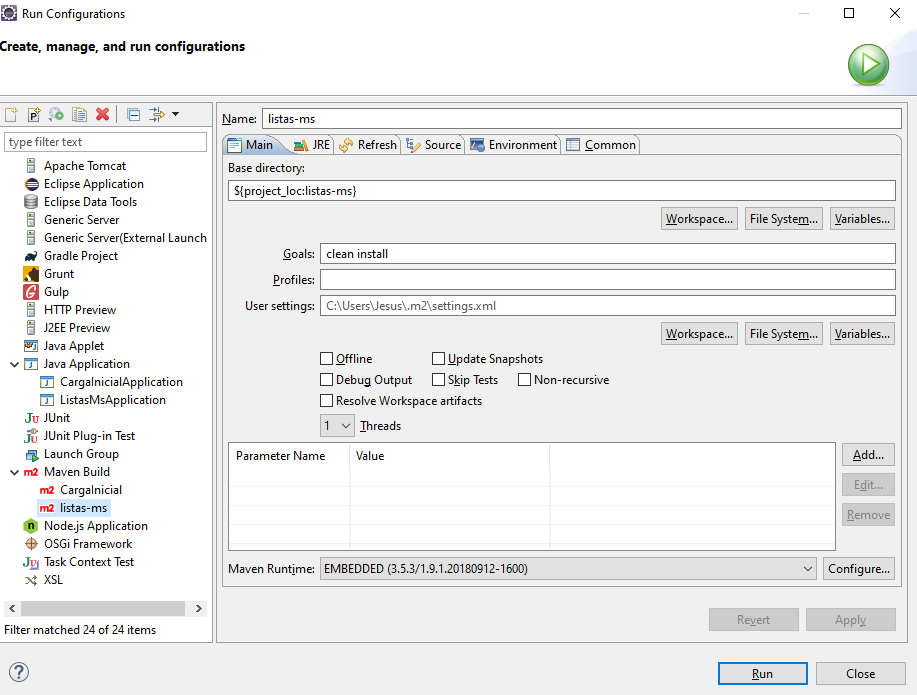 Run Configurations
Create, manage, and run configurations
type filter text
Apache Tomcat
Eclipse Application
Eclipse Data Tools
Generic Server
Generic Server(External Launch
Gradle Project
Grunt
Gulp
HTTP Preview
J2EE Preview
Java Applet
Java Application
CargaInicialApplication
ListasMsApplication
JUnit
JUnit Plug-in Test
Launch Group
Maven Build
CargaInicial
listas-ms
Node.js Application
OSGi Framework
Task Context Test
XSL
Filter matched 24 of 24 items
Name: listas-ms
Main JRE Refresh Source Environment Common
Base directory:
${project_loc:listas-ms}
Workspace... File System... Variables...
Goals: clean install
Profiles:
User settings: C:\Users\Jesus\.m2\settings.xml
Workspace... File System... Variables...
Offline Update Snapshots
Debug Output Skip Tests Non-recursive
Resolve Workspace artifacts
1 Threads
Parameter Name Value
Add...
Edit...
Remove
Maven Runtime: EMBEDDED (3.5.3/1.9.1.20180912-1600) Configure...
Revert Apply
Run Close